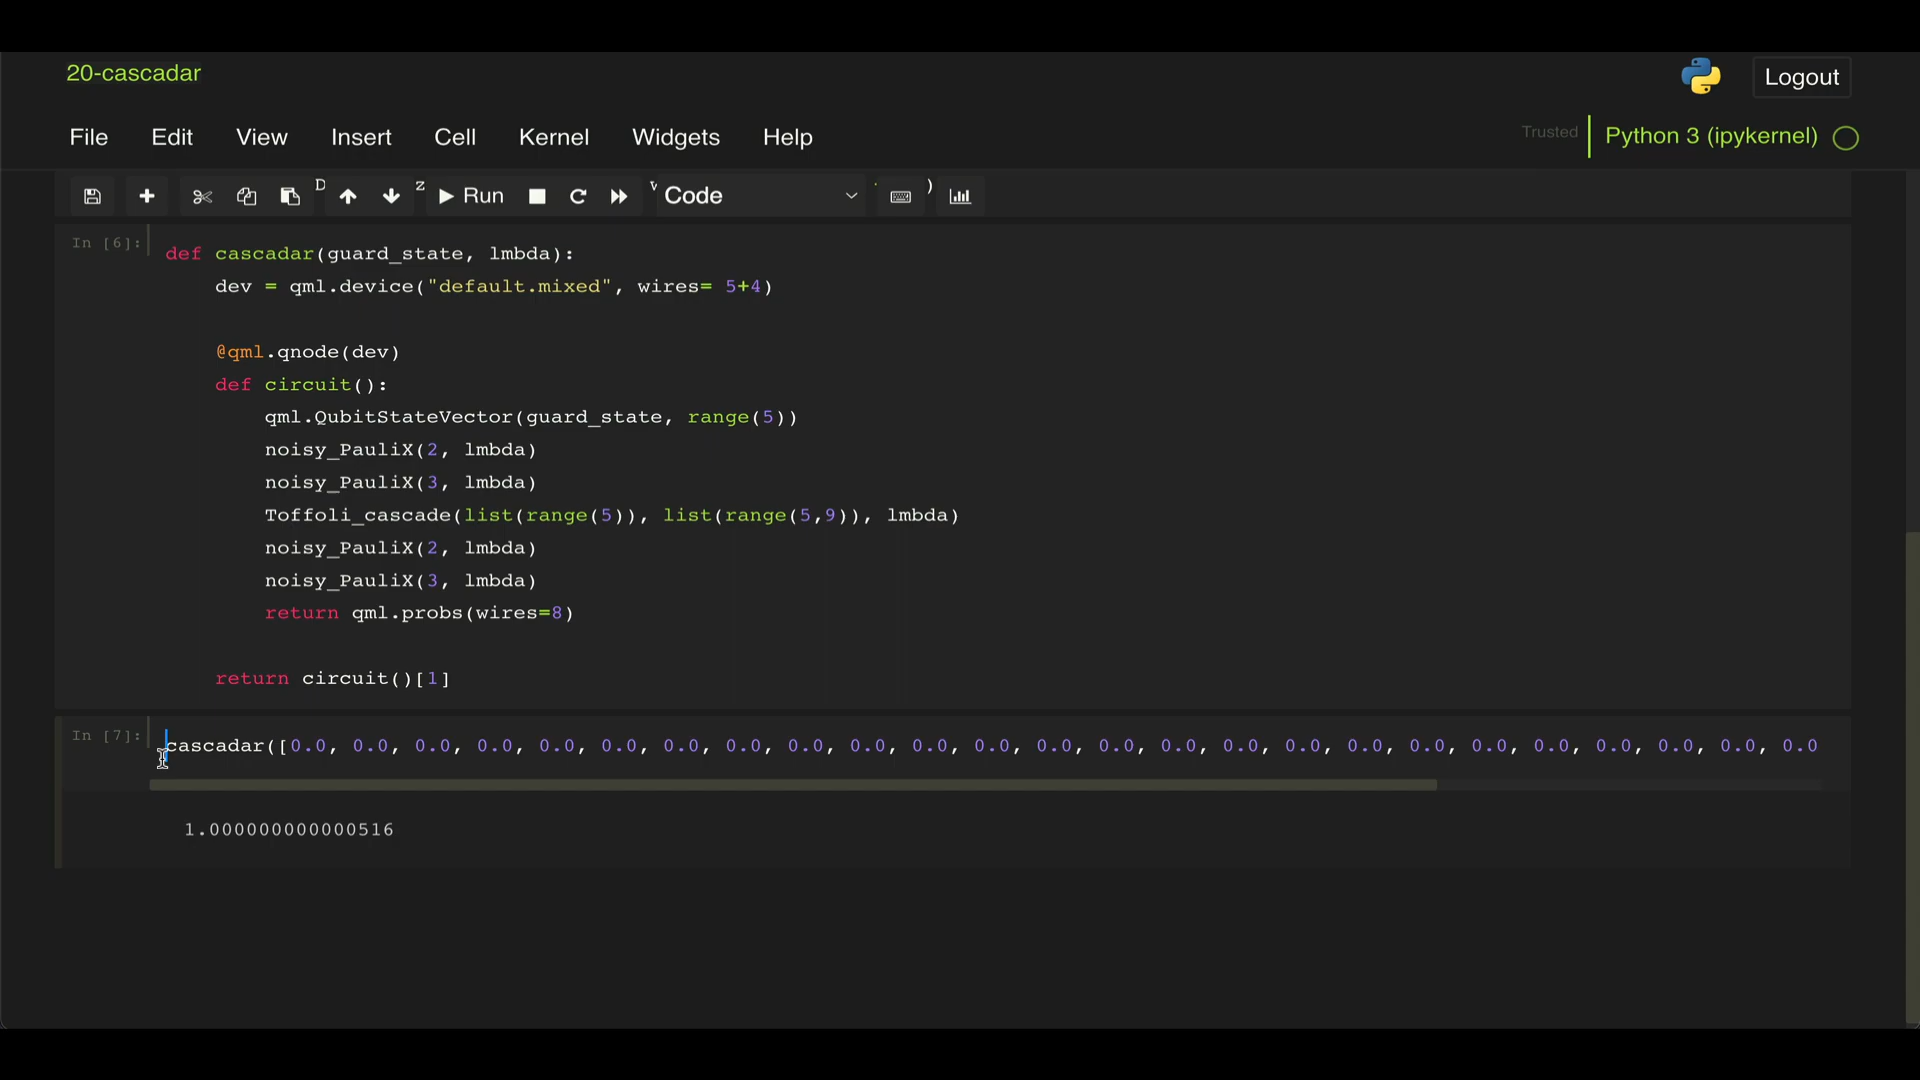 20-cascadar
Logout
File Edit View Insert Cell Kernel Widgets Help
Trusted Python 3 (ipykernel)
Run Code
In [6]:
def cascadar(guard_state, lmbda):
    dev = qml.device("default.mixed", wires= 5+4)
    @qml.qnode(dev)
    def circuit():
        qml.QubitStateVector(guard_state, range(5))
        noisy_PauliX(2, lmbda)
        noisy_PauliX(3, lmbda)
        Toffoli_cascade(list(range(5)), list(range(5,9)), lmbda)
        noisy_PauliX(2, lmbda)
        noisy_PauliX(3, lmbda)
        return qml.probs(wires=8)
    return circuit()[1]
In [7]:
cascadar([0.0, 0.0, 0.0, 0.0, 0.0, 0.0, 0.0, 0.0, 0.0, 0.0, 0.0, 0.0, 0.0, 0.0, 0.0, 0.0, 0.0, 0.0, 0.0, 0.0, 0.0, 0.0, 0.0, 0.0, 0.0
1.000000000000516